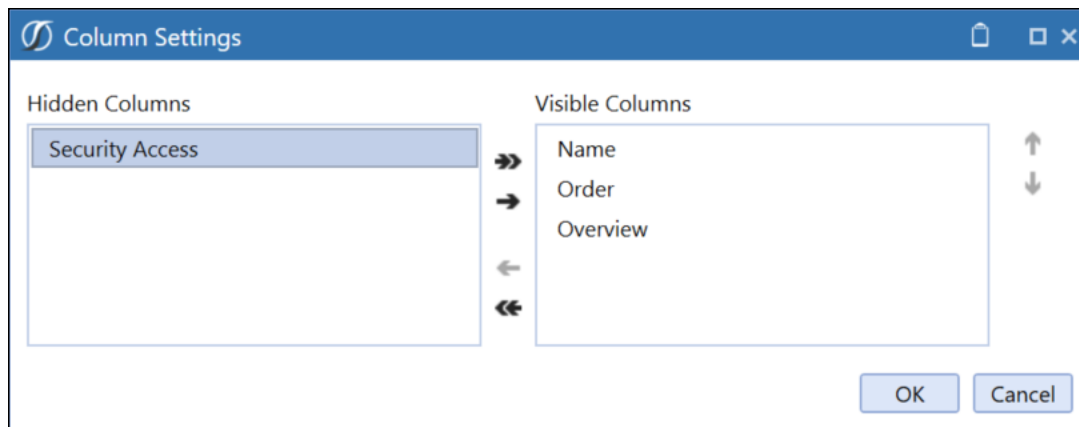 Column Settings
Hidden Columns
Security Access
Visible Columns
Name
Order
Overview
OK
Cancel